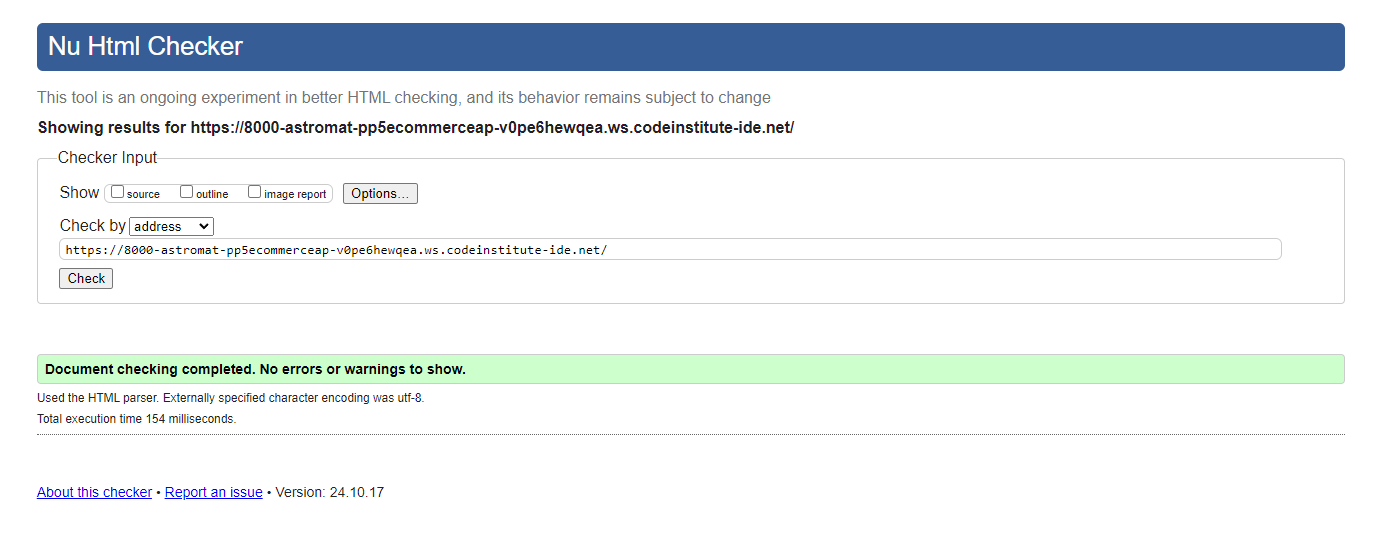 Nu Html Checker
This tool is an ongoing experiment in better HTML checking, and its behavior remains subject to change
Showing results for https://8000-astromat-pp5ecommerceap-v0pe6hewqea.ws.codeinstitute-ide.net/
Checker Input
Show source outline image report Options...
Check by address
https://8000-astromat-pp5ecommerceap-v0pe6hewqea.ws.codeinstitute-ide.net/
Check
Document checking completed. No errors or warnings to show.
Used the HTML parser. Externally specified character encoding was utf-8.
Total execution time 154 milliseconds.
About this checker • Report an issue • Version: 24.10.17